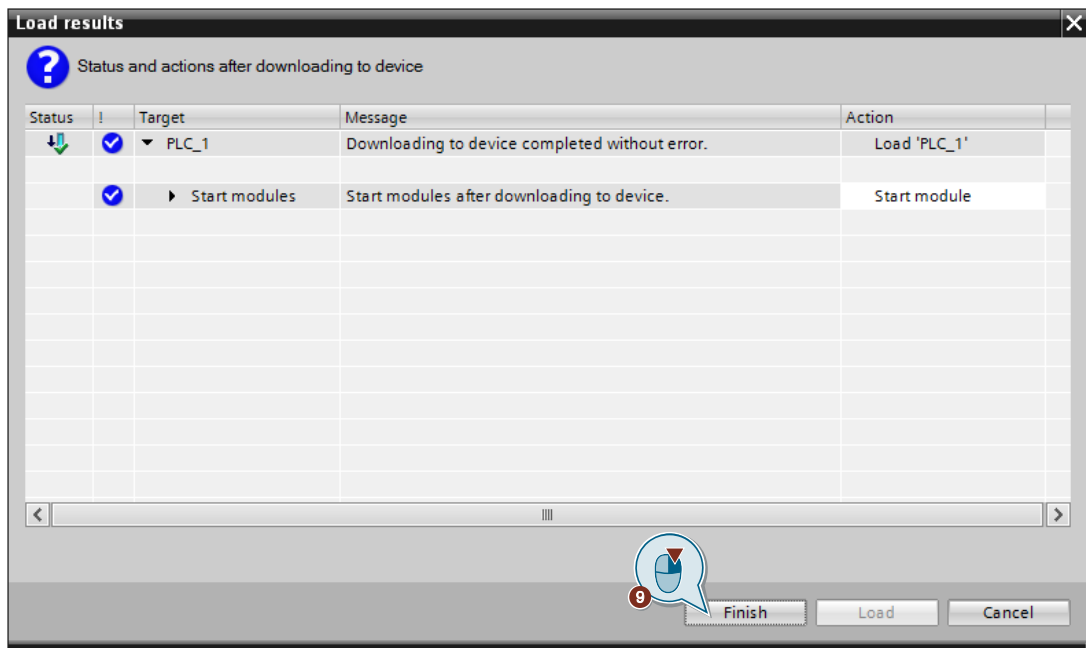 Load results
Status and actions after downloading to device
Status ! Target Message Action
PLC_1 Downloading to device completed without error. Load 'PLC_1'
Start modules Start modules after downloading to device. Start module
9
Finish Load Cancel